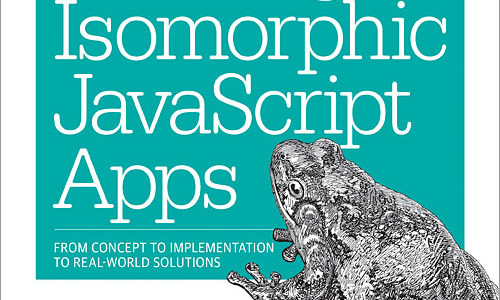 Isomorphic
JavaScript
Apps
FROM CONCEPT TO IMPLEMENTATION
TO REAL-WORLD SOLUTIONS